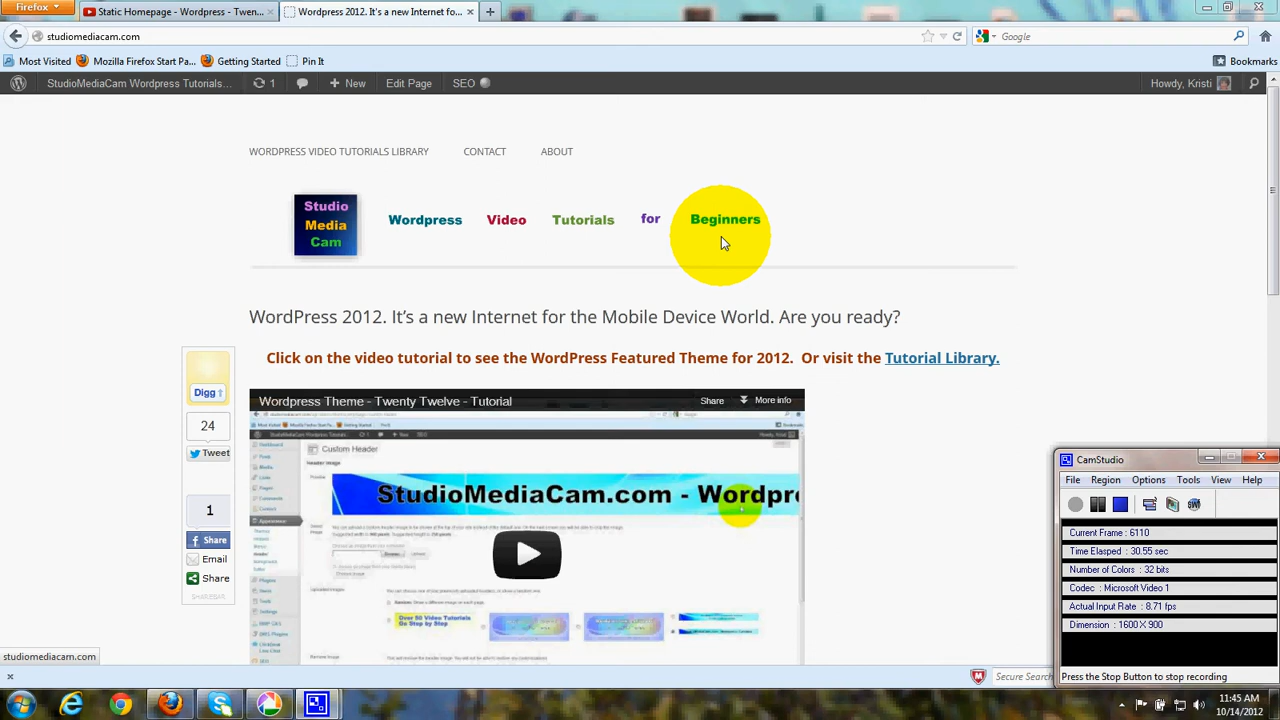 Firefox
Static Homepage - Wordpress - Twen...
Wordpress 2012. It's a new Internet fo...
studiomediacam.com
Google
Most Visited
Mozilla Firefox Start Pa...
Getting Started
Pin It
Bookmarks
StudioMediaCam Wordpress Tutorials...
1
New
Edit Page
SEO
Howdy, Kristi
WORDPRESS VIDEO TUTORIALS LIBRARY
CONTACT
ABOUT
Studio
Media
Cam
Wordpress Video Tutorials for Beginners
WordPress 2012. It's a new Internet for the Mobile Device World. Are you ready?
Click on the video tutorial to see the WordPress Featured Theme for 2012. Or visit the Tutorial Library.
Digg
24
Tweet
1
Share
Email
Share
SHAREBAR
Wordpress Theme - Twenty Twelve - Tutorial
Share
More info
Custom Header
Header Image
StudioMediaCam.com - Wordpre
Over 50 Video Tutorials
Go Step by Step
CamStudio
File Region Tools View Help
Current Frame : 6110
Time Elasped : 30.55 sec
Number of Colors : 32 bits
Codec : Microsoft Video 1
Actual Input Rate : 8.71 fps
Dimension : 1600 X 900
Press the Stop Button to stop recording
udiomediacam.com
Secure Search
11:45 AM
10/14/2012